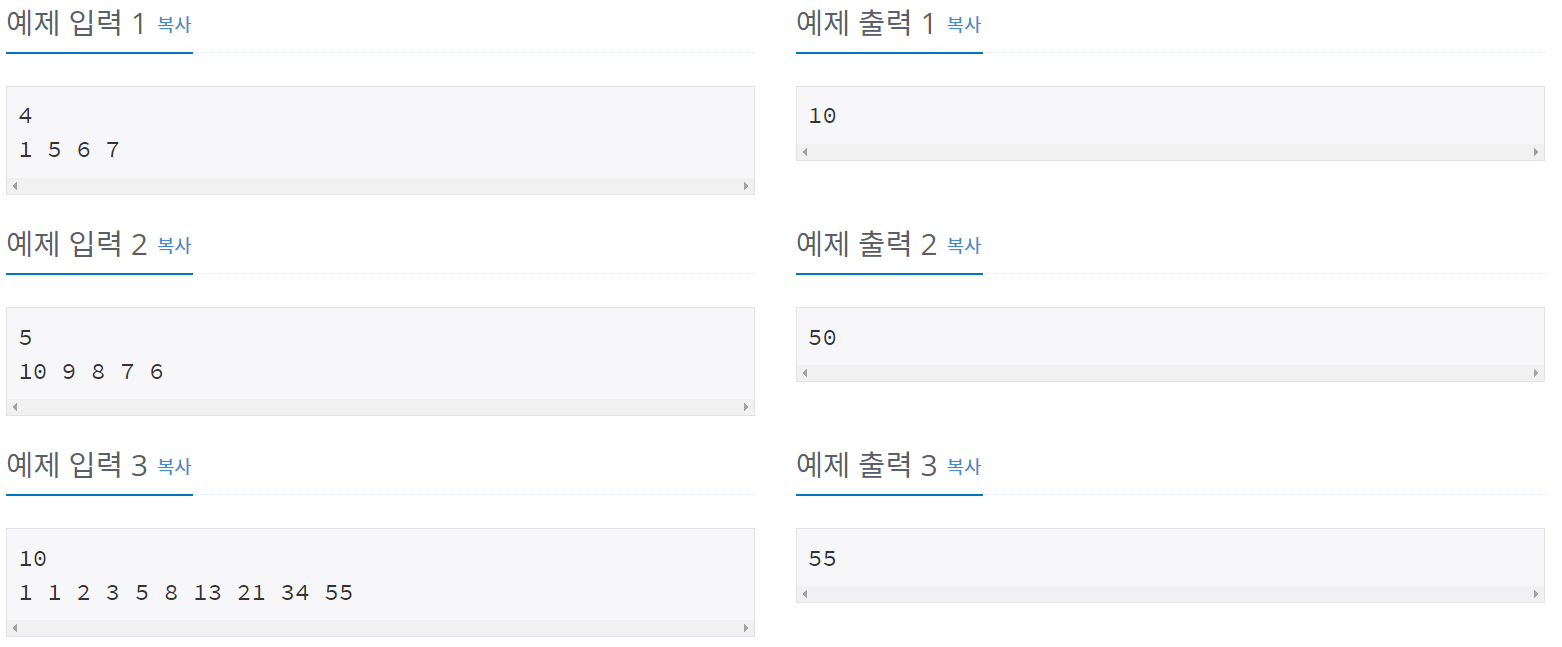 예제 입력 1 복사
4
1 5 6 7
예제 출력 1 복사
10
예제 입력 2 복사
5
10 9 8 7 6
예제 출력 2 복사
50
예제 입력 3 복사
10
1 1 2 3 5 8 13 21 34 55
예제 출력 3 복사
55